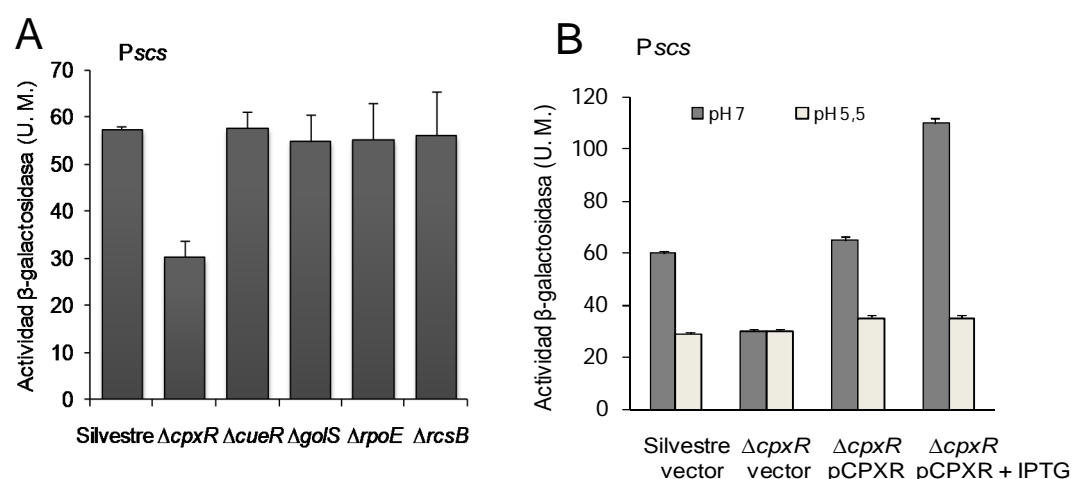 A
Pscs
Actividad β-galactosidasa (U. M.)
70
60
50
40
30
20
10
0
Silvestre ΔcpxR ΔcueR ΔgolS ΔrpoE ΔrcsB
B
Pscs
Actividad β-galactosidasa (U. M.)
120
100
80
60
40
20
0
pH 7 pH 5,5
Silvestre ΔcpxR ΔcpxR ΔcpxR
vector vector pCPXR pCPXR + IPTG